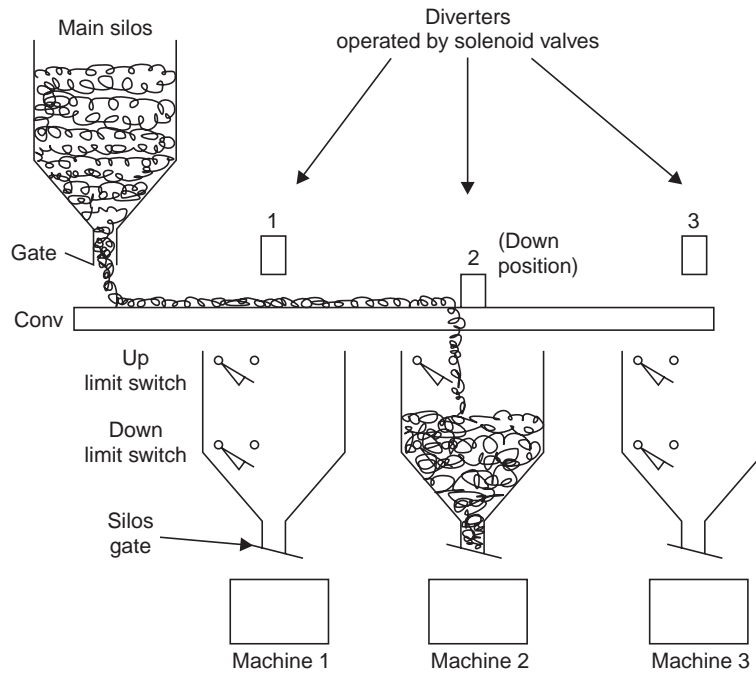 Main silos
Diverters
operated by solenoid valves
1
2
(Down
position)
3
Gate
Conv
Up
limit switch
Down
limit switch
Silos
gate
Machine 1
Machine 2
Machine 3